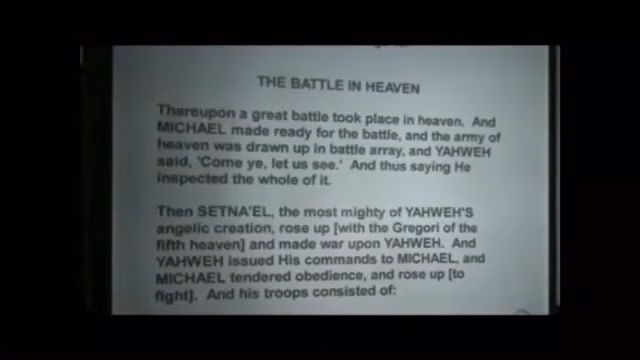 THE BATTLE IN HEAVEN
Thereupon a great battle took place in heaven. And
MICHAEL made ready for the battle, and the army of
heaven was drawn up in battle array, and YAHWEH
said, 'Come ye, let us see.' And thus saying He
inspected the whole of it.
Then SETNA'EL, the most mighty of YAHWEH'S
angelic creation, rose up [with the Gregori of the
fifth heaven] and made war upon YAHWEH. And
YAHWEH issued His commands to MICHAEL, and
MICHAEL tendered obedience, and rose up [to
fight]. And his troops consisted of: